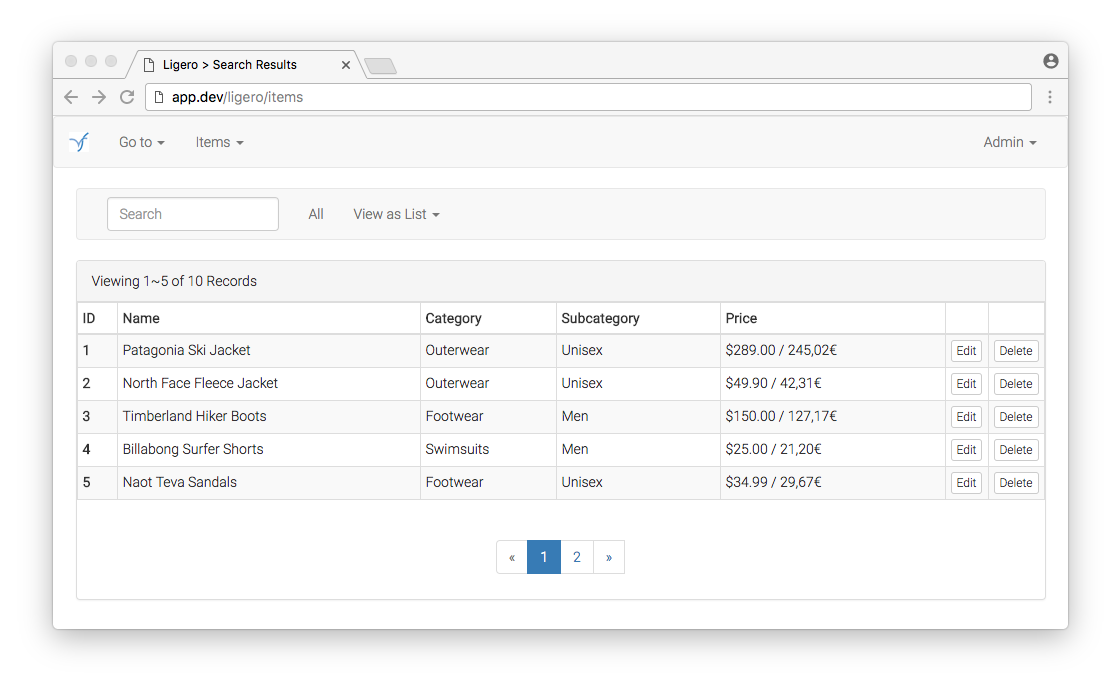 Ligero > Search Results
app.dev/ligero/items
Go to Items Admin
Search All View as List
Viewing 1~5 of 10 Records
ID Name Category Subcategory Price
1 Patagonia Ski Jacket Outerwear Unisex $289.00 / 245,02€ Edit Delete
2 North Face Fleece Jacket Outerwear Unisex $49.90 / 42,31€ Edit Delete
3 Timberland Hiker Boots Footwear Men $150.00 / 127,17€ Edit Delete
4 Billabong Surfer Shorts Swimsuits Men $25.00 / 21,20€ Edit Delete
5 Naot Teva Sandals Footwear Unisex $34.99 / 29,67€ Edit Delete
« 1 2 »